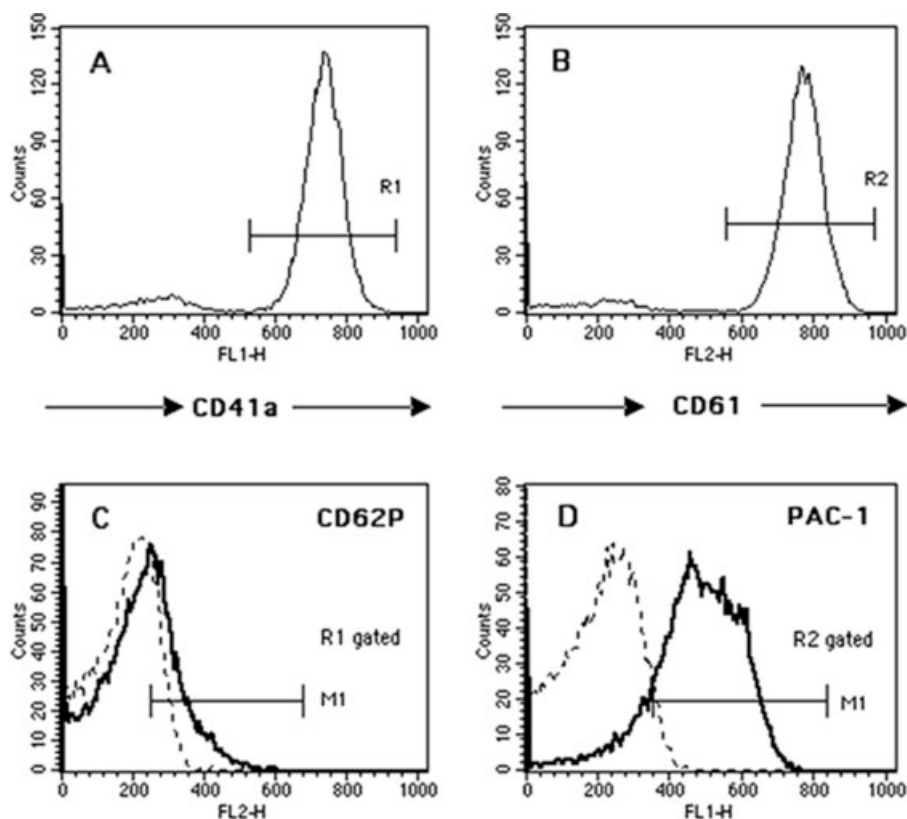 A
R1
Counts
0 30 60 90 120 150
0 200 400 600 800 1000
FL1-H
CD41a
B
R2
Counts
0 30 60 90 120 150
0 200 400 600 800 1000
FL2-H
CD61
C
CD62P
R1 gated
M1
Counts
0 10 20 30 40 50 60 70 80 90
0 200 400 600 800 1000
FL2-H
D
PAC-1
R2 gated
M1
Counts
0 10 20 30 40 50 60 70 80
0 200 400 600 800 1000
FL1-H